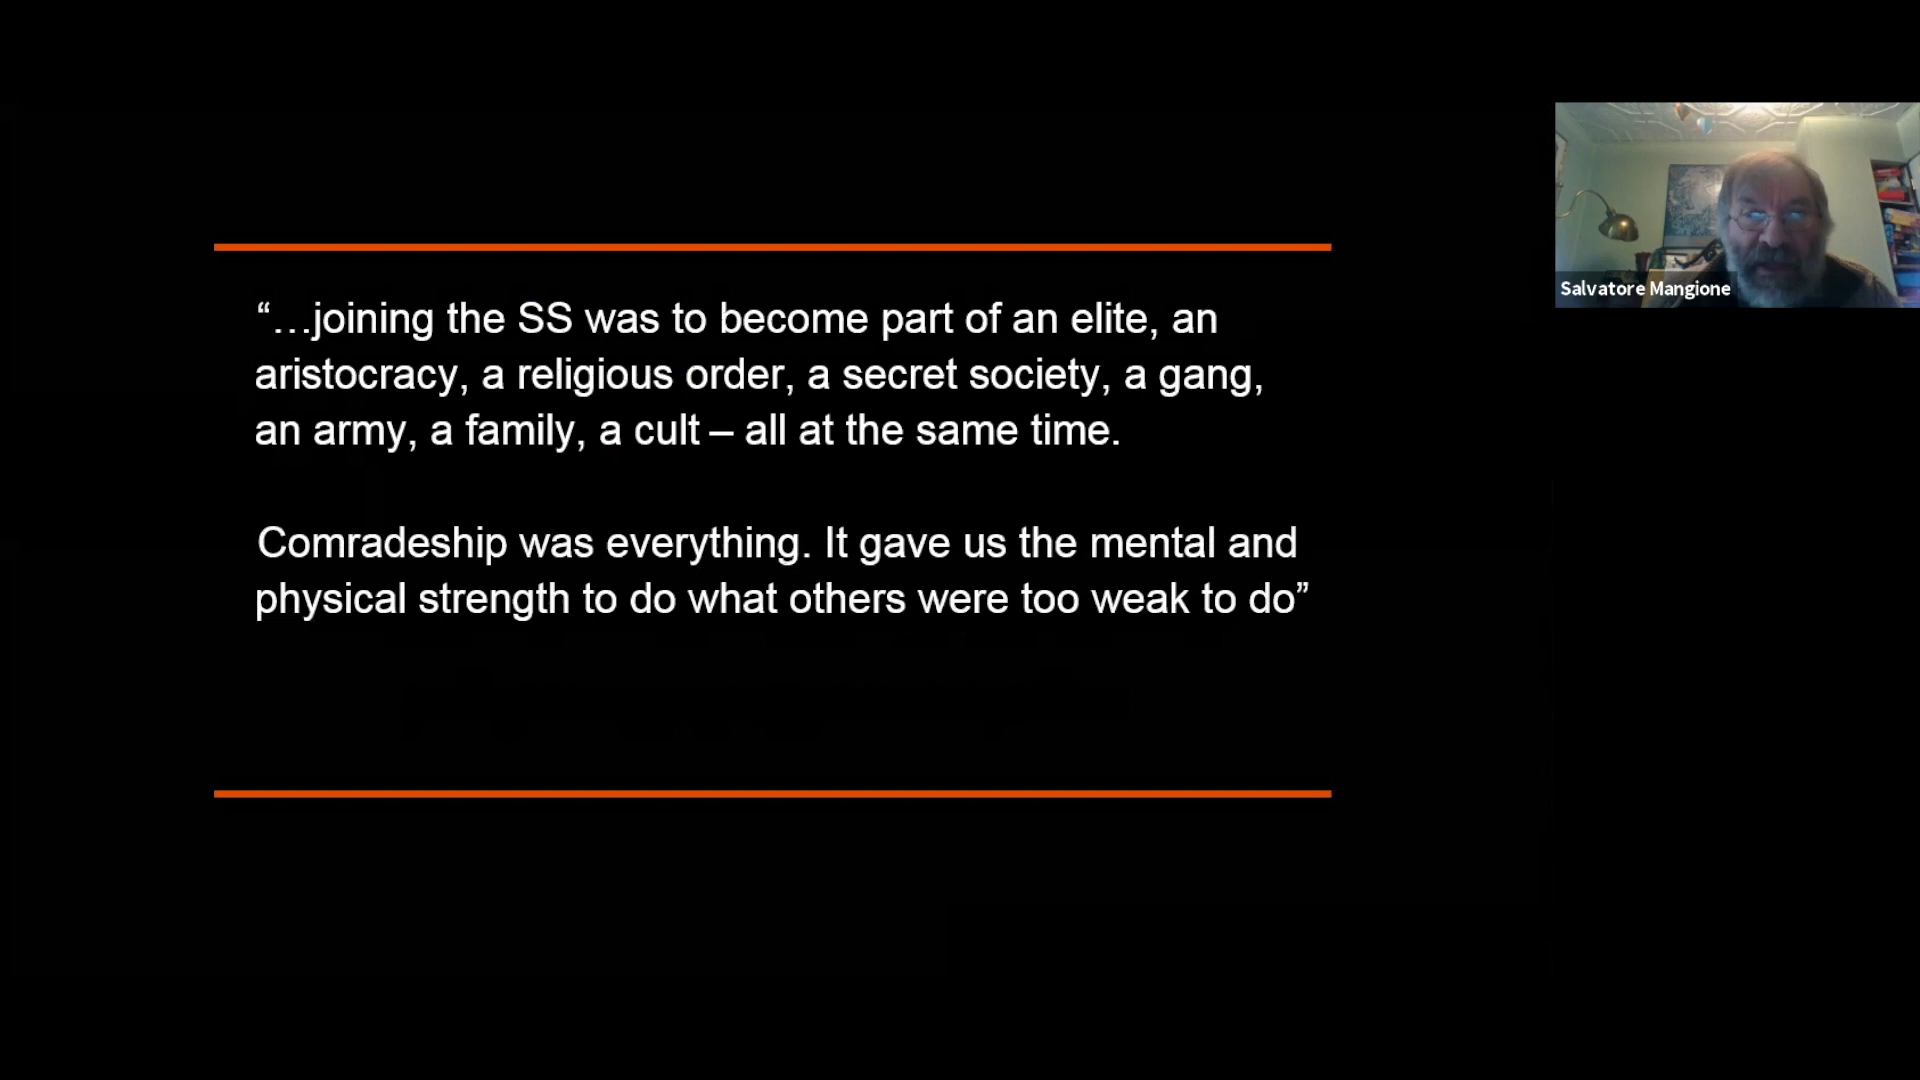 “…joining the SS was to become part of an elite, an
aristocracy, a religious order, a secret society, a gang,
an army, a family, a cult – all at the same time.
Comradeship was everything. It gave us the mental and
physical strength to do what others were too weak to do”
Salvatore Mangione